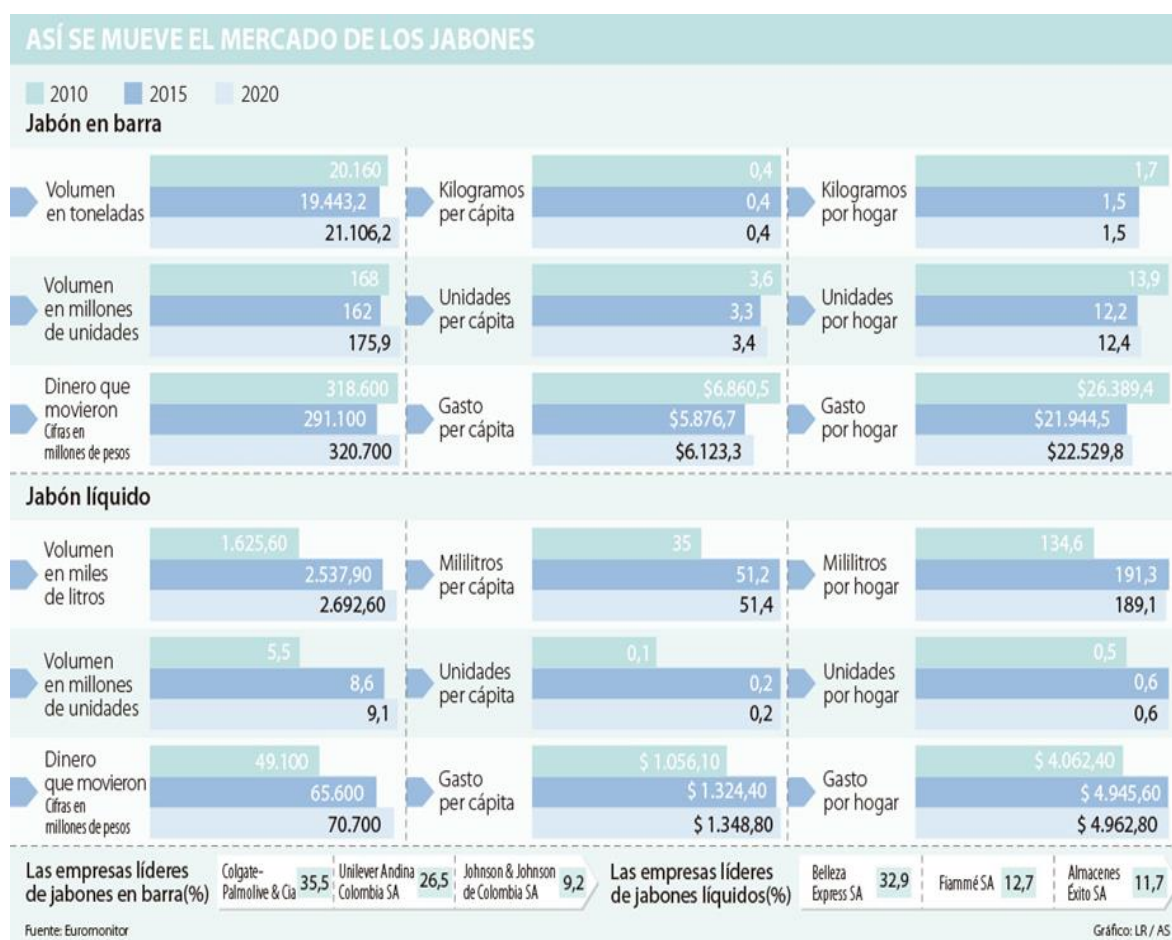 ASÍ SE MUEVE EL MERCADO DE LOS JABONES
2010 2015 2020
Jabón en barra
Volumen
en toneladas
20.160
19.443,2
21.106,2
Kilogramos
per cápita
0,4
0,4
0,4
Kilogramos
por hogar
1,7
1,5
1,5
Volumen
en millones
de unidades
168
162
175,9
Unidades
per cápita
3,6
3,3
3,4
Unidades
por hogar
13,9
12,2
12,4
Dinero que
movieron
Cifras en
millones de pesos
318.600
291.100
320.700
Gasto
per cápita
$6.860,5
$5.876,7
$6.123,3
Gasto
por hogar
$26.389,4
$21.944,5
$22.529,8
Jabón líquido
Volumen
en miles
de litros
1.625,60
2.537,90
2.692,60
Mililitros
per cápita
35
51,2
51,4
Mililitros
por hogar
134,6
191,3
189,1
Volumen
en millones
de unidades
5,5
8,6
9,1
Unidades
per cápita
0,1
0,2
0,2
Unidades
por hogar
0,5
0,6
0,6
Dinero
que movieron
Cifras en
millones de pesos
49.100
65.600
70.700
Gasto
per cápita
$ 1.056,10
$ 1.324,40
$ 1.348,80
Gasto
por hogar
$ 4.062,40
$ 4.945,60
$ 4.962,80
Las empresas líderes
de jabones en barra(%)
Colgate-
Palmolive & Cia
35,5
Unilever Andina
Colombia SA
26,5
Johnson & Johnson
de Colombia SA
9,2
Las empresas líderes
de jabones líquidos(%)
Belleza
Express SA
32,9
Fiammé SA
12,7
Almacenes
Éxito SA
11,7
Fuente: Euromonitor
Gráfico: LR / AS